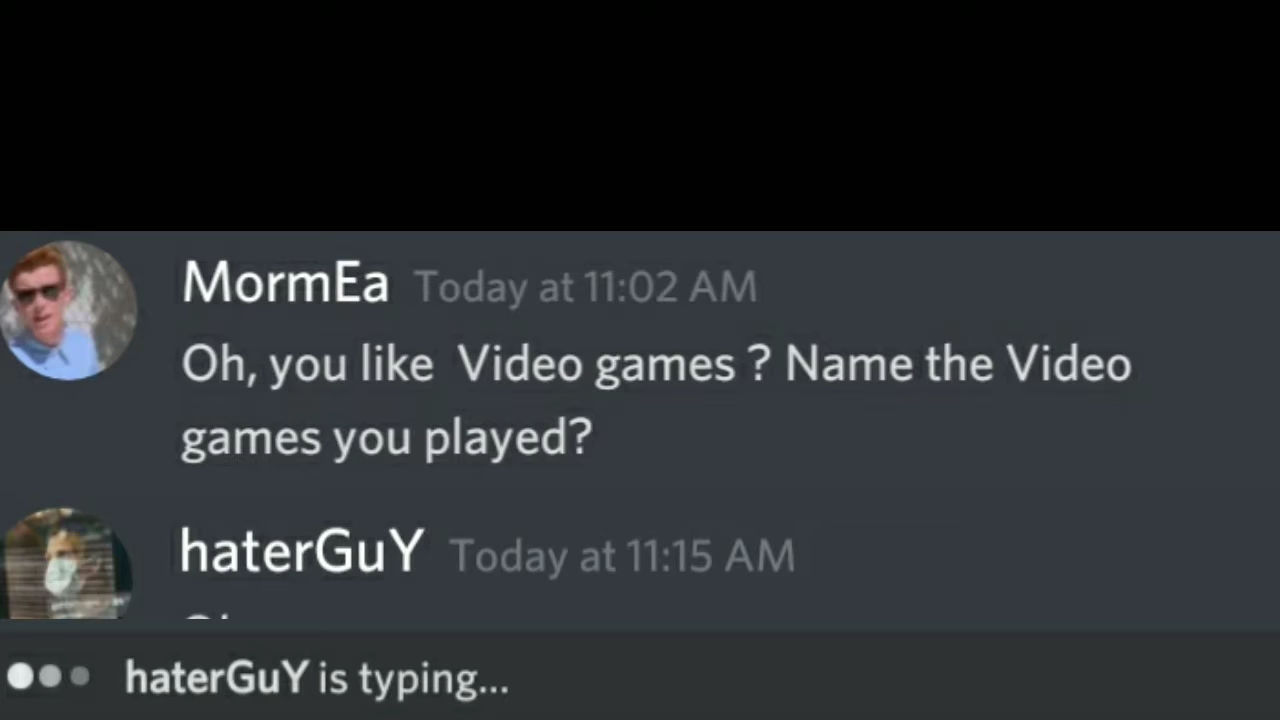 MormEa Today at 11:02 AM
Oh, you like Video games ? Name the Video
games you played?
haterGuY Today at 11:15 AM
haterGuY is typing...